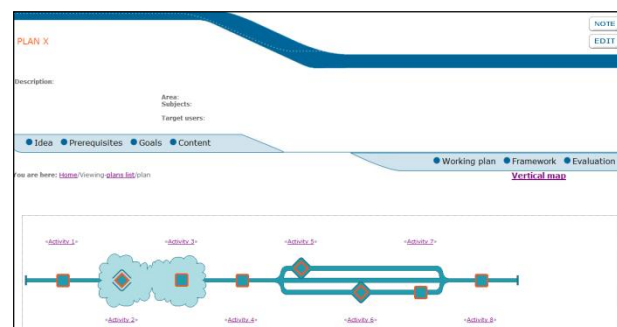 NOTE
PLAN X
EDIT
Description:
Area:
Subjects:
Target users:
Idea Prerequisites Goals Content
Working plan Framework Evaluation
You are here: Home/Viewing-plans list/plan
Vertical map
<Activity 1> <Activity 3> <Activity 5> <Activity 7>
<Activity 2> <Activity 4> <Activity 6> <Activity 8>